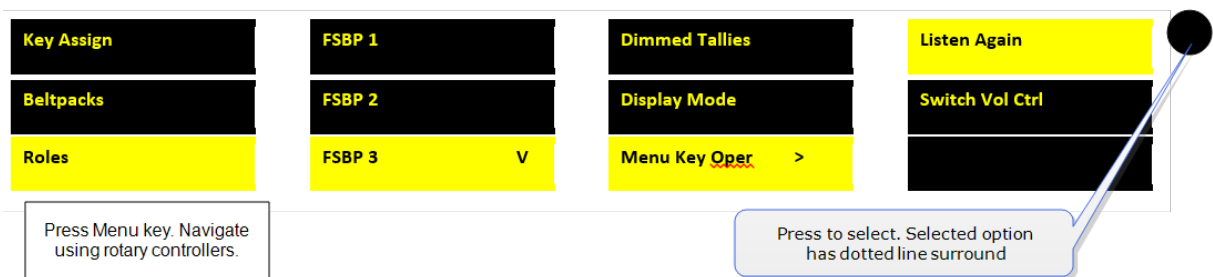 Key Assign
FSBP 1
Dimmed Tallies
Listen Again
Beltpacks
FSBP 2
Display Mode
Switch Vol Ctrl
Roles
FSBP 3 V
Menu Key Oper >
Press Menu key. Navigate
using rotary controllers.
Press to select. Selected option
has dotted line surround